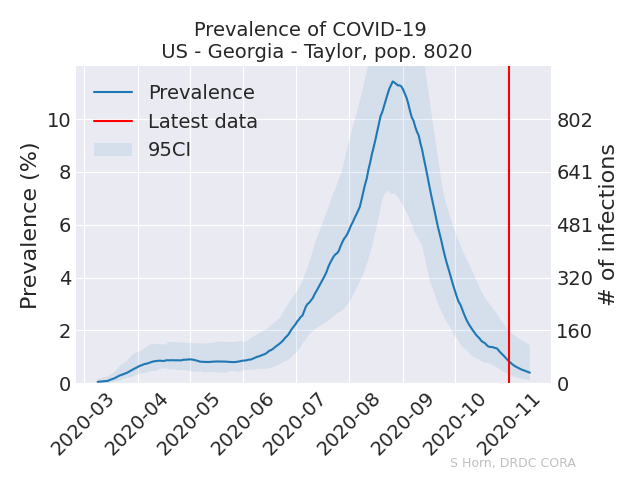 Prevalence of COVID-19
US - Georgia - Taylor, pop. 8020
Prevalence
Latest data
95CI
Prevalence (%)
10
8
6
4
2
0
802
641
481
320
160
0
# of infections
2020-03
2020-04
2020-05
2020-06
2020-07
2020-08
2020-09
2020-10
2020-11
S Horn, DRDC CORA